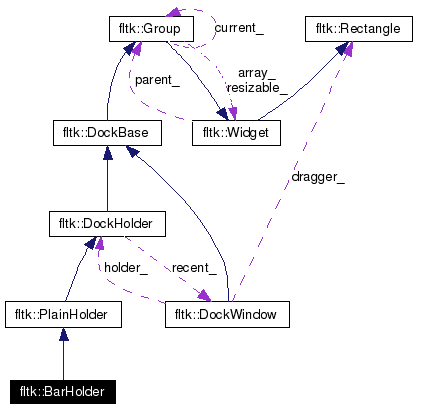 fltk::Group
current_
fltk::Rectangle
parent_
array_
resizable_
fltk::DockBase
fltk::Widget
dragger_
fltk::DockHolder
holder_
recent_
fltk::PlainHolder
fltk::DockWindow
fltk::BarHolder